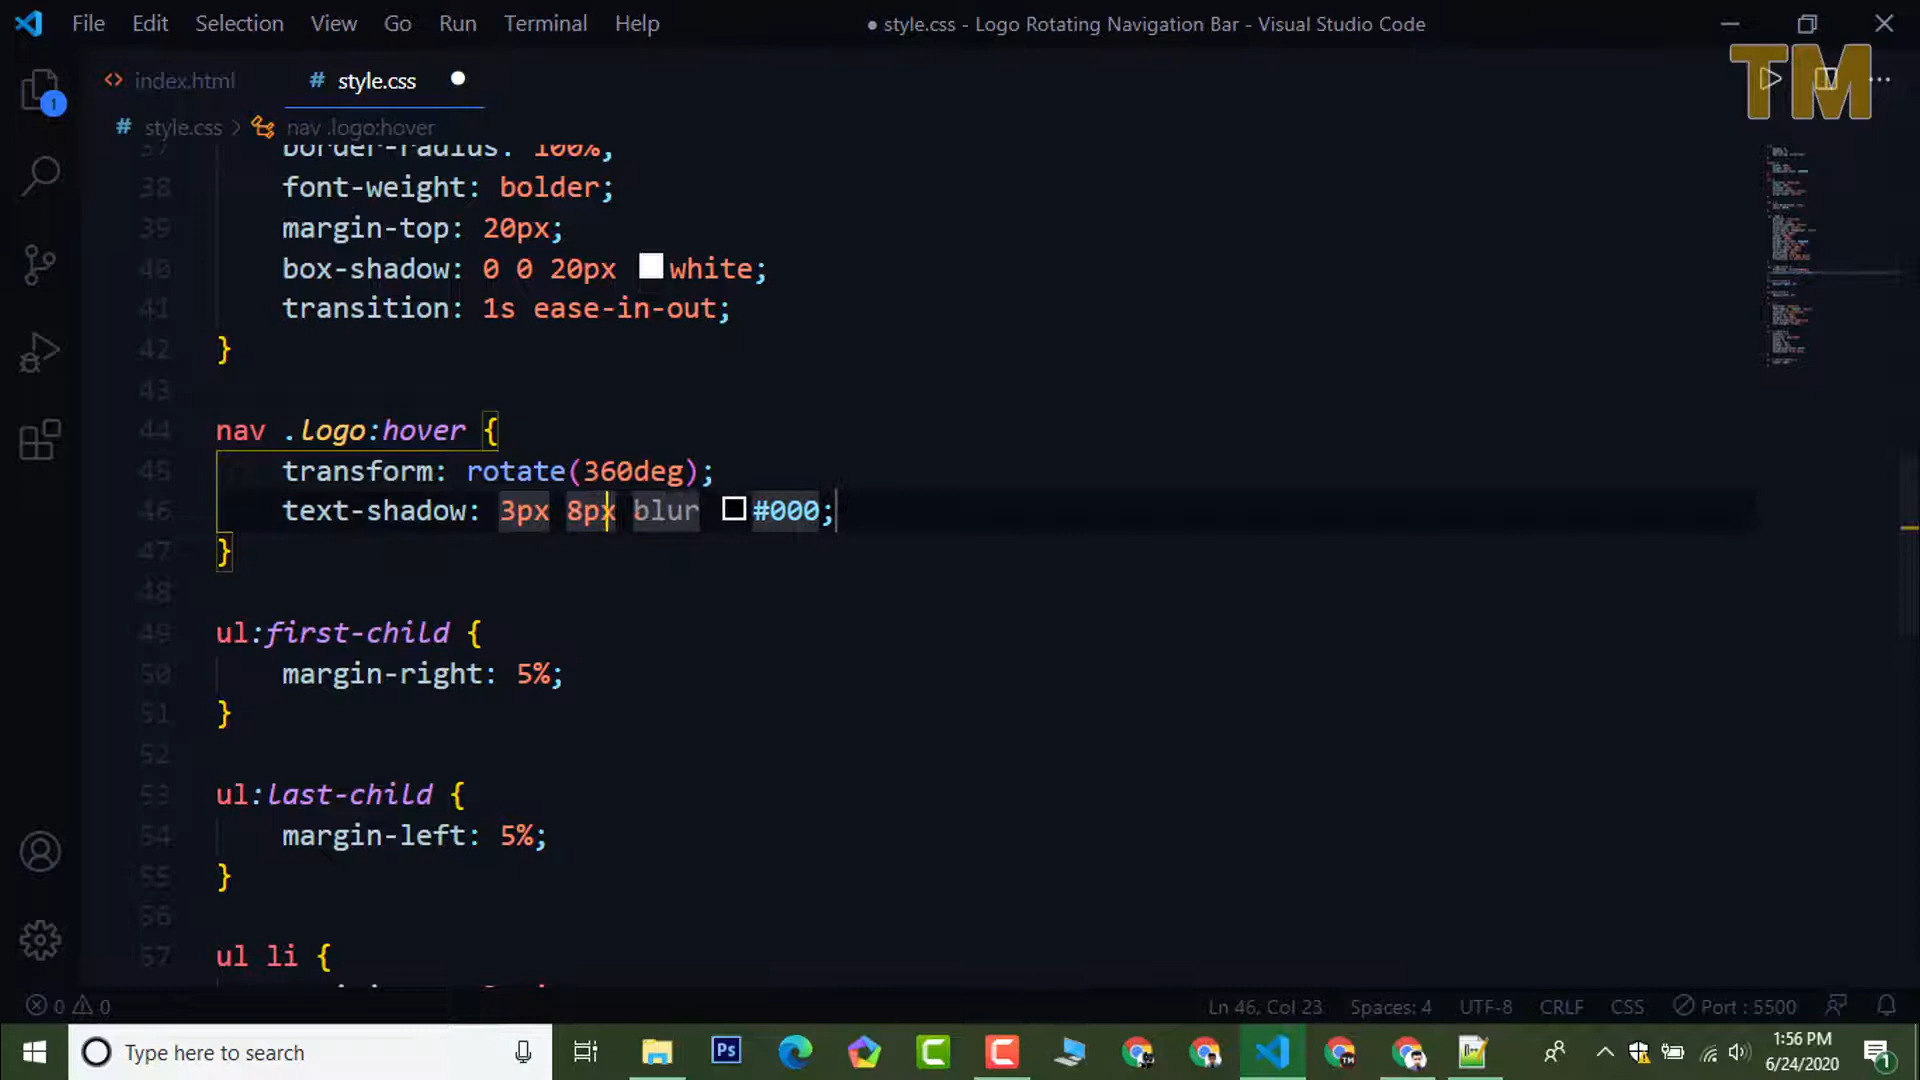 File Edit Selection View Go Run Terminal Help
● style.css - Logo Rotating Navigation Bar - Visual Studio Code
TM
index.html # style.css
# style.css > nav .logo:hover
37 border-radius: 100%;
38 font-weight: bolder;
39 margin-top: 20px;
40 box-shadow: 0 0 20px white;
41 transition: 1s ease-in-out;
42 }
43
44 nav .logo:hover {
45 transform: rotate(360deg);
46 text-shadow: 3px 8px blur #000;
47 }
48
49 ul:first-child {
50 margin-right: 5%;
51 }
52
53 ul:last-child {
54 margin-left: 5%;
55 }
56
57 ul li {
0 0 Ln 46, Col 23 Spaces: 4 UTF-8 CRLF CSS Port : 5500
Type here to search
Ps
1:56 PM
6/24/2020
1